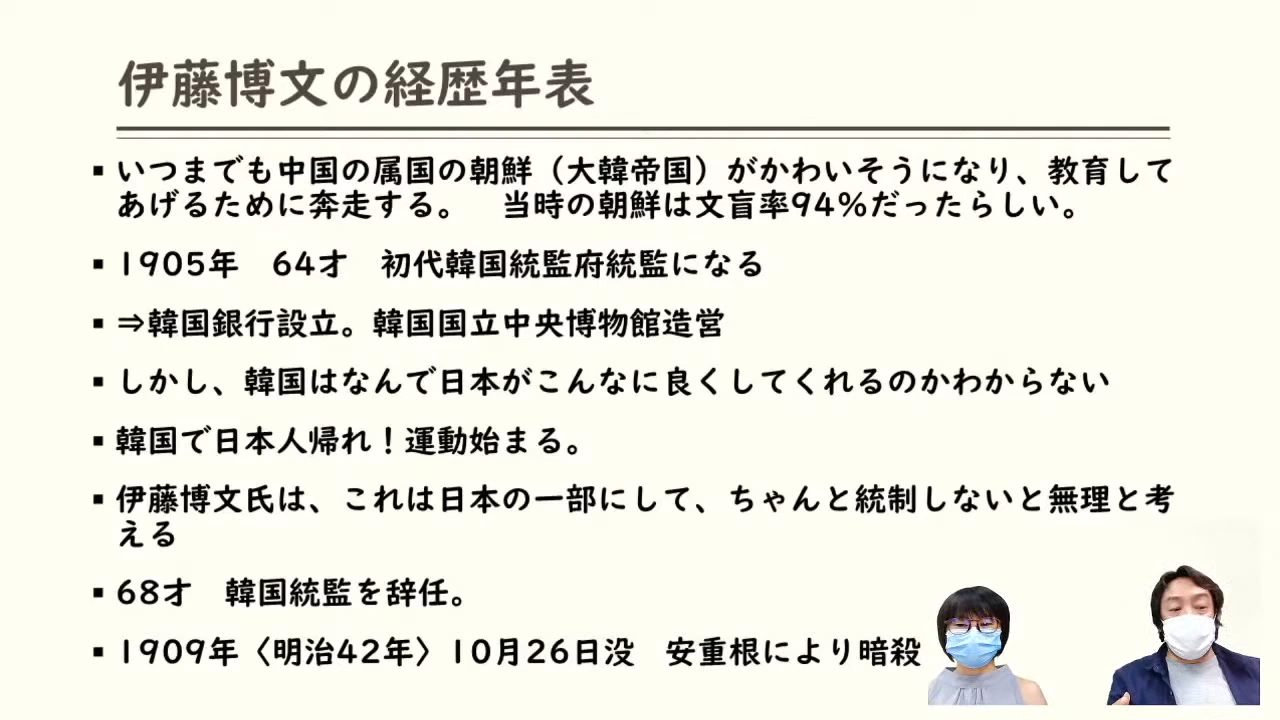 伊藤博文の経歴年表
▪ いつまでも中国の属国の朝鮮（大韓帝国）がかわいそうになり、教育して
あげるために奔走する。　当時の朝鮮は文盲率94%だったらしい。
▪ 1905年　64才　初代韓国統監府統監になる
▪ ⇒韓国銀行設立。韓国国立中央博物館造営
▪ しかし、韓国はなんで日本がこんなに良くしてくれるのかわからない
▪ 韓国で日本人帰れ！運動始まる。
▪ 伊藤博文氏は、これは日本の一部にして、ちゃんと統制しないと無理と考
える
▪ 68才　韓国統監を辞任。
▪ 1909年〈明治42年〉10月26日没　安重根により暗殺